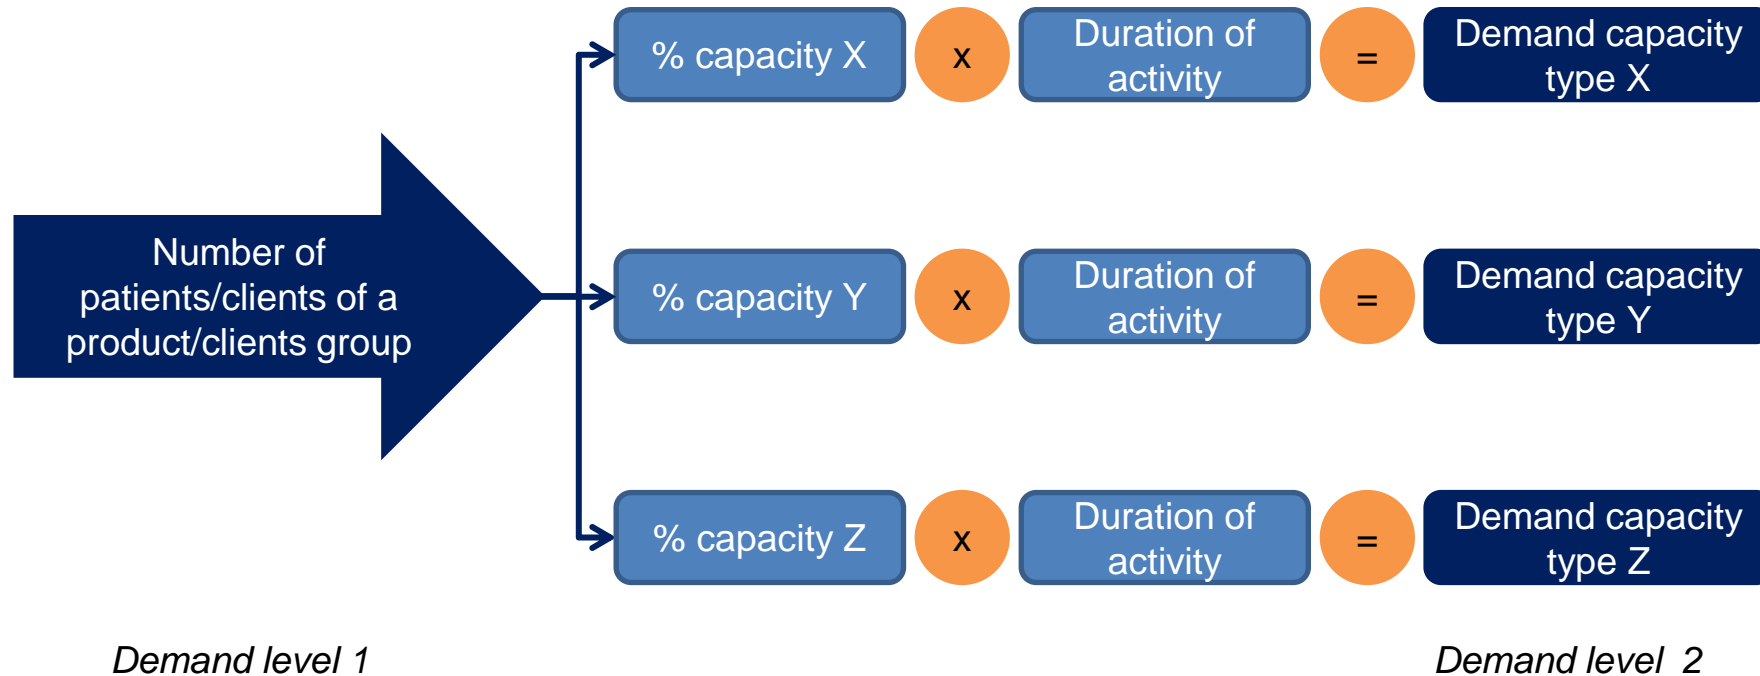 % capacity X
x
Duration of
activity
=
Demand capacity
type X
Number of
patients/clients of a
product/clients group
% capacity Y
x
Duration of
activity
=
Demand capacity
type Y
% capacity Z
x
Duration of
activity
=
Demand capacity
type Z
Demand level 1
Demand level 2